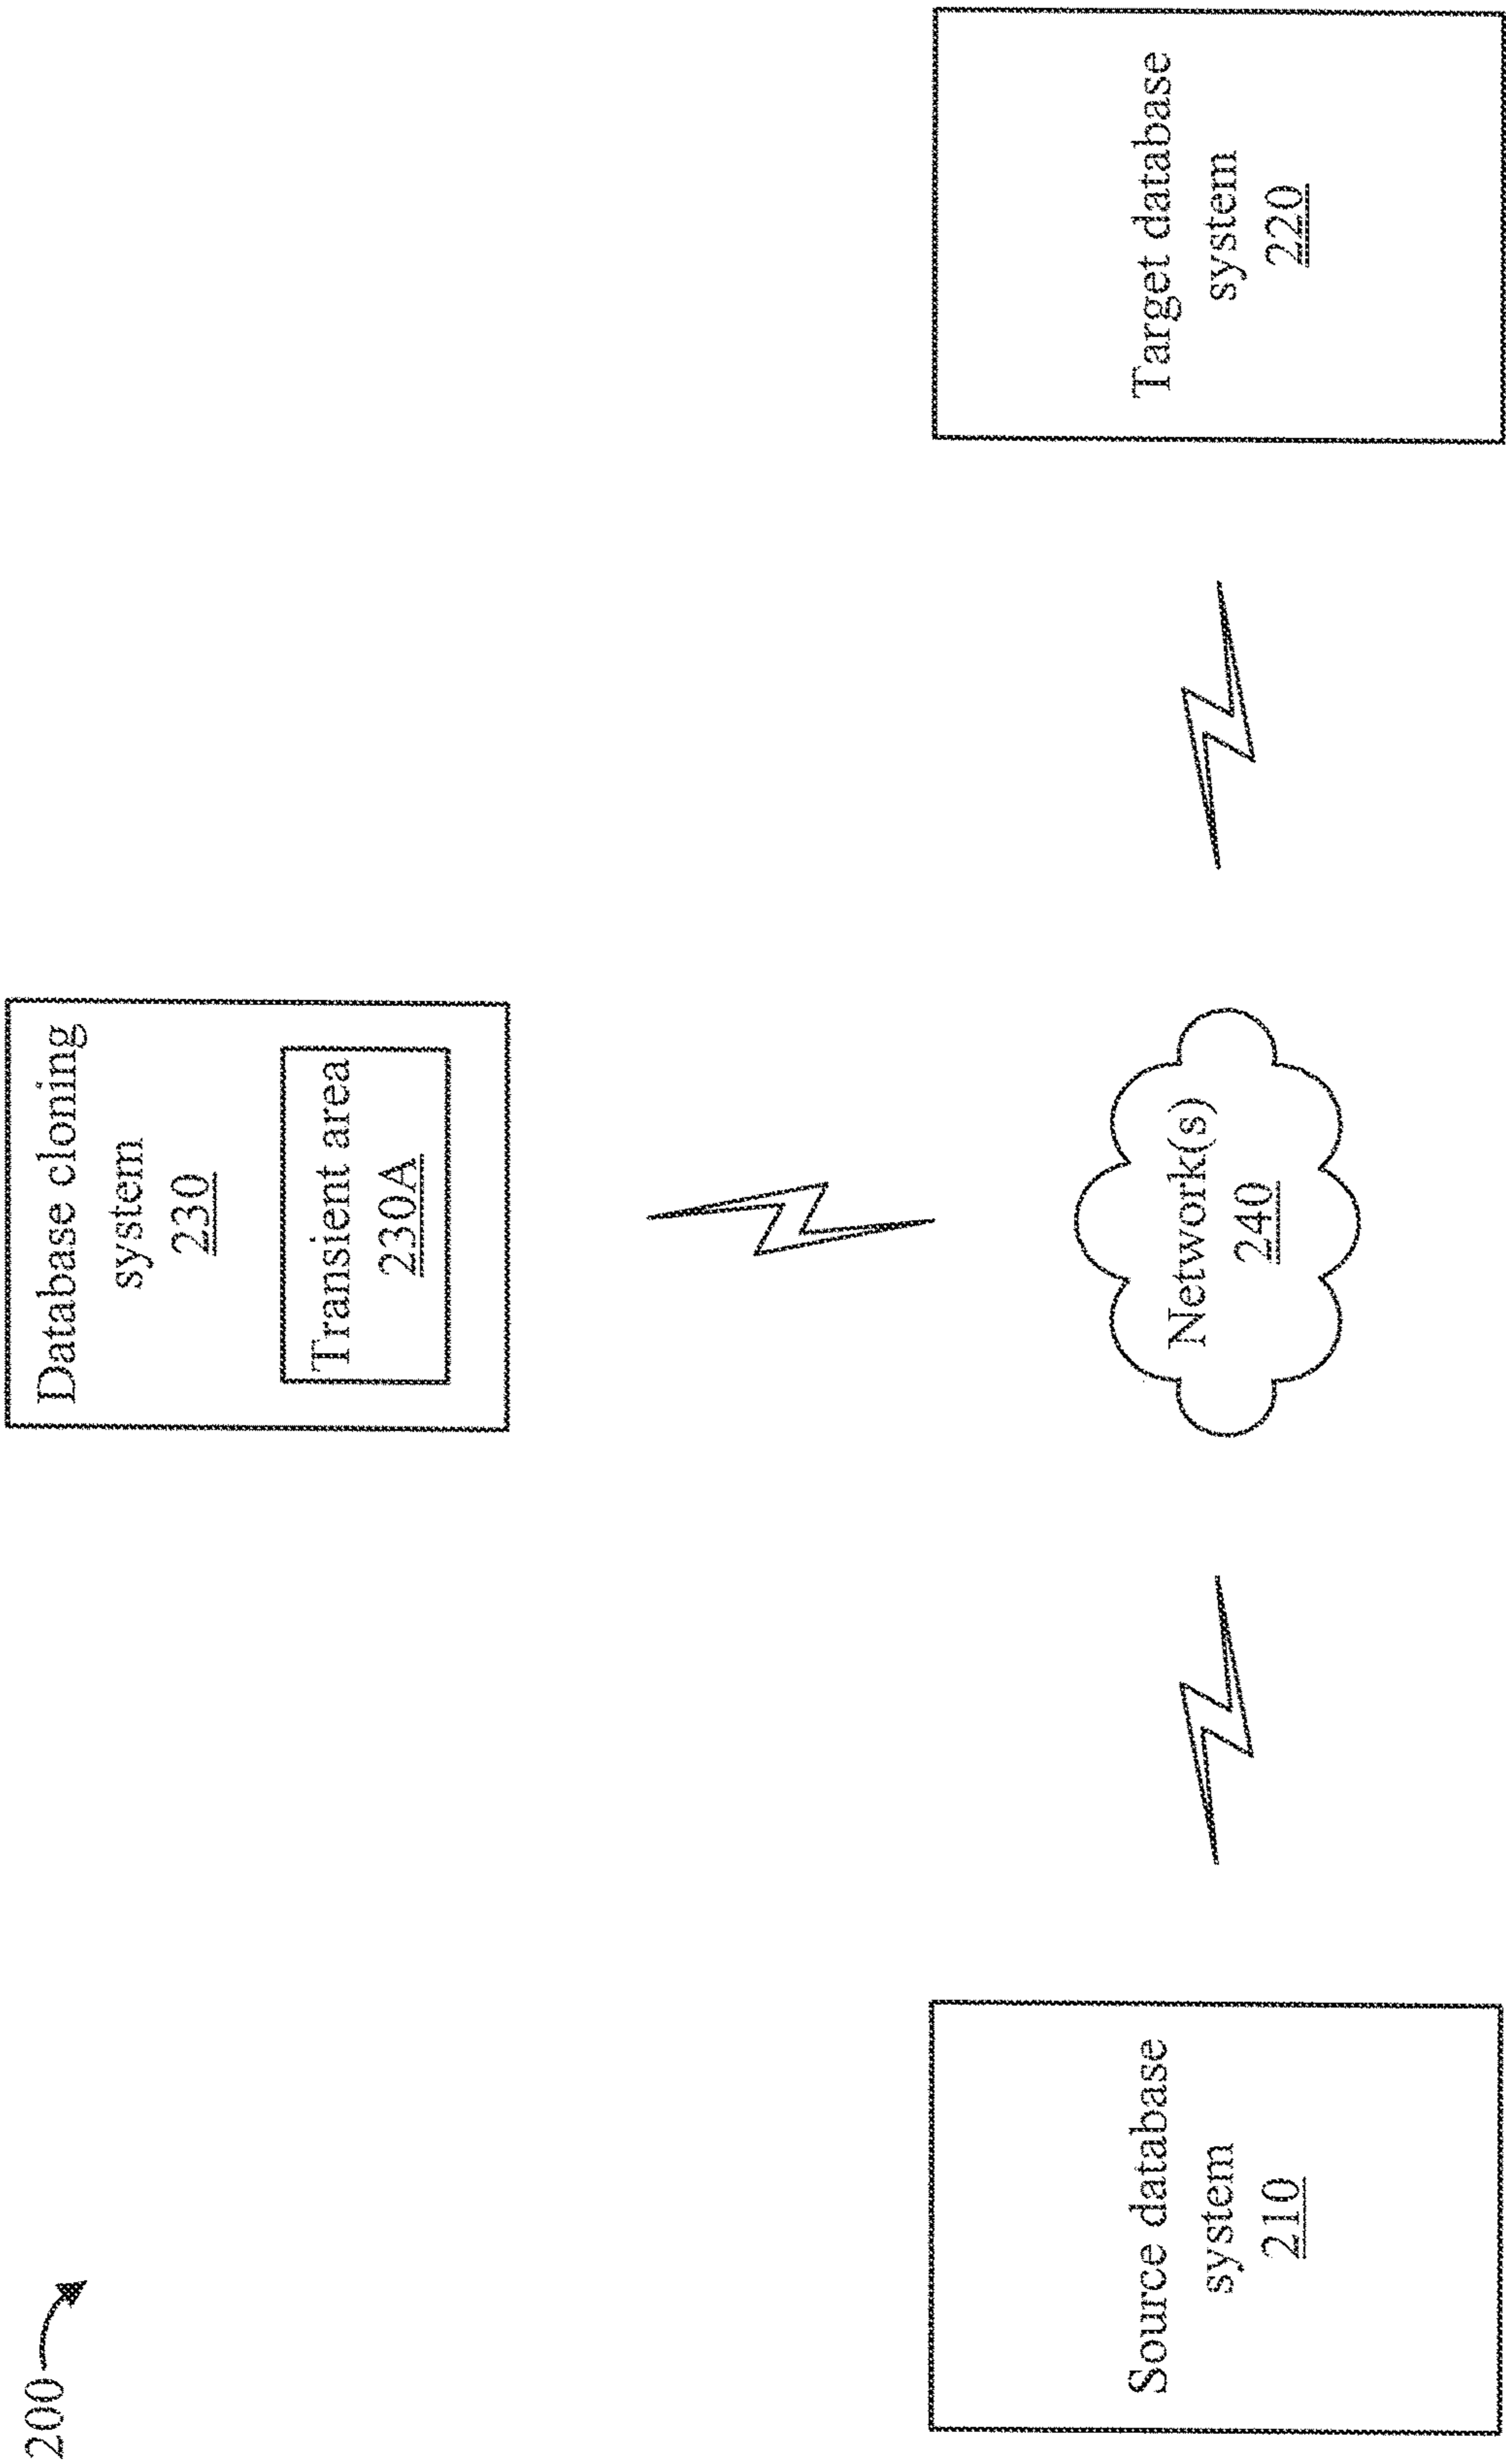 200
Database cloning
system
230
Transient area
230A
Source database
system
210
Network(s)
240
Target database
system
220